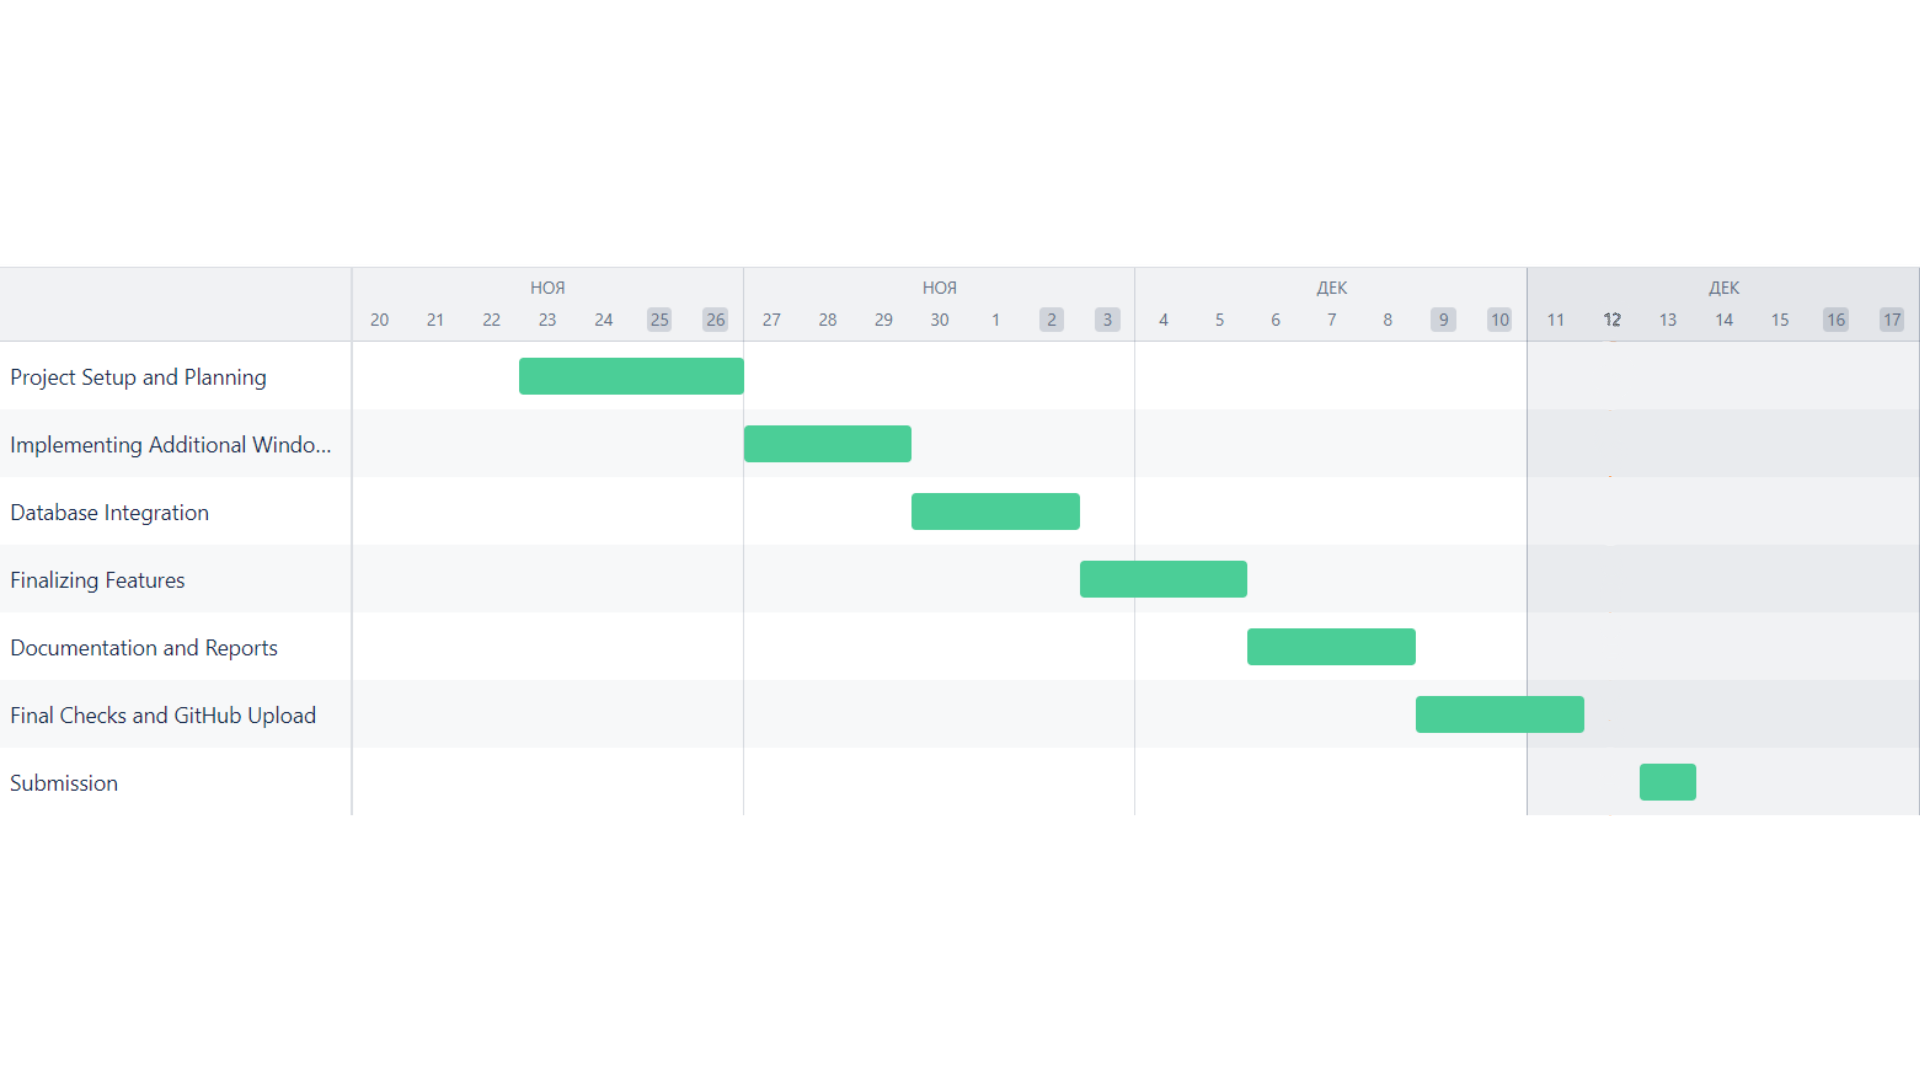 НОЯ НОЯ ДЕК ДЕК
20 21 22 23 24 25 26 27 28 29 30 1 2 3 4 5 6 7 8 9 10 11 12 13 14 15 16 17
Project Setup and Planning
Implementing Additional Windo...
Database Integration
Finalizing Features
Documentation and Reports
Final Checks and GitHub Upload
Submission